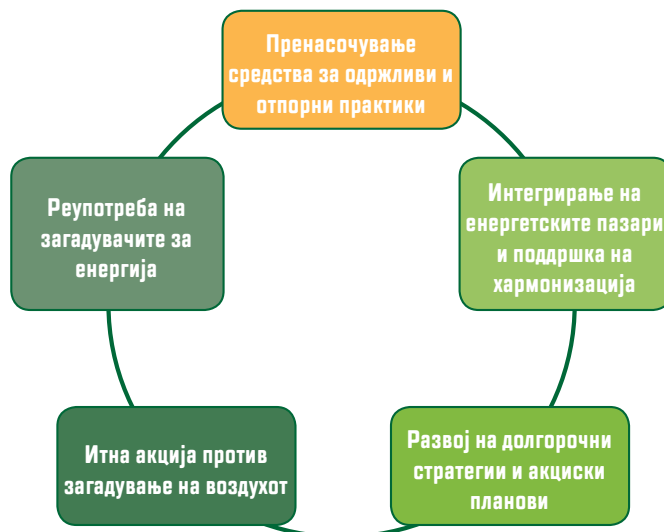 Пренасочување
средства за одржливи и
отпорни практики
Интегрирање на
енергетските пазари
и поддршка на
хармонизација
Развој на долгорочни
стратегии и акциски
планови
Итна акција против
загадување на воздухот
Реупотреба на
загадувачите за
енергија